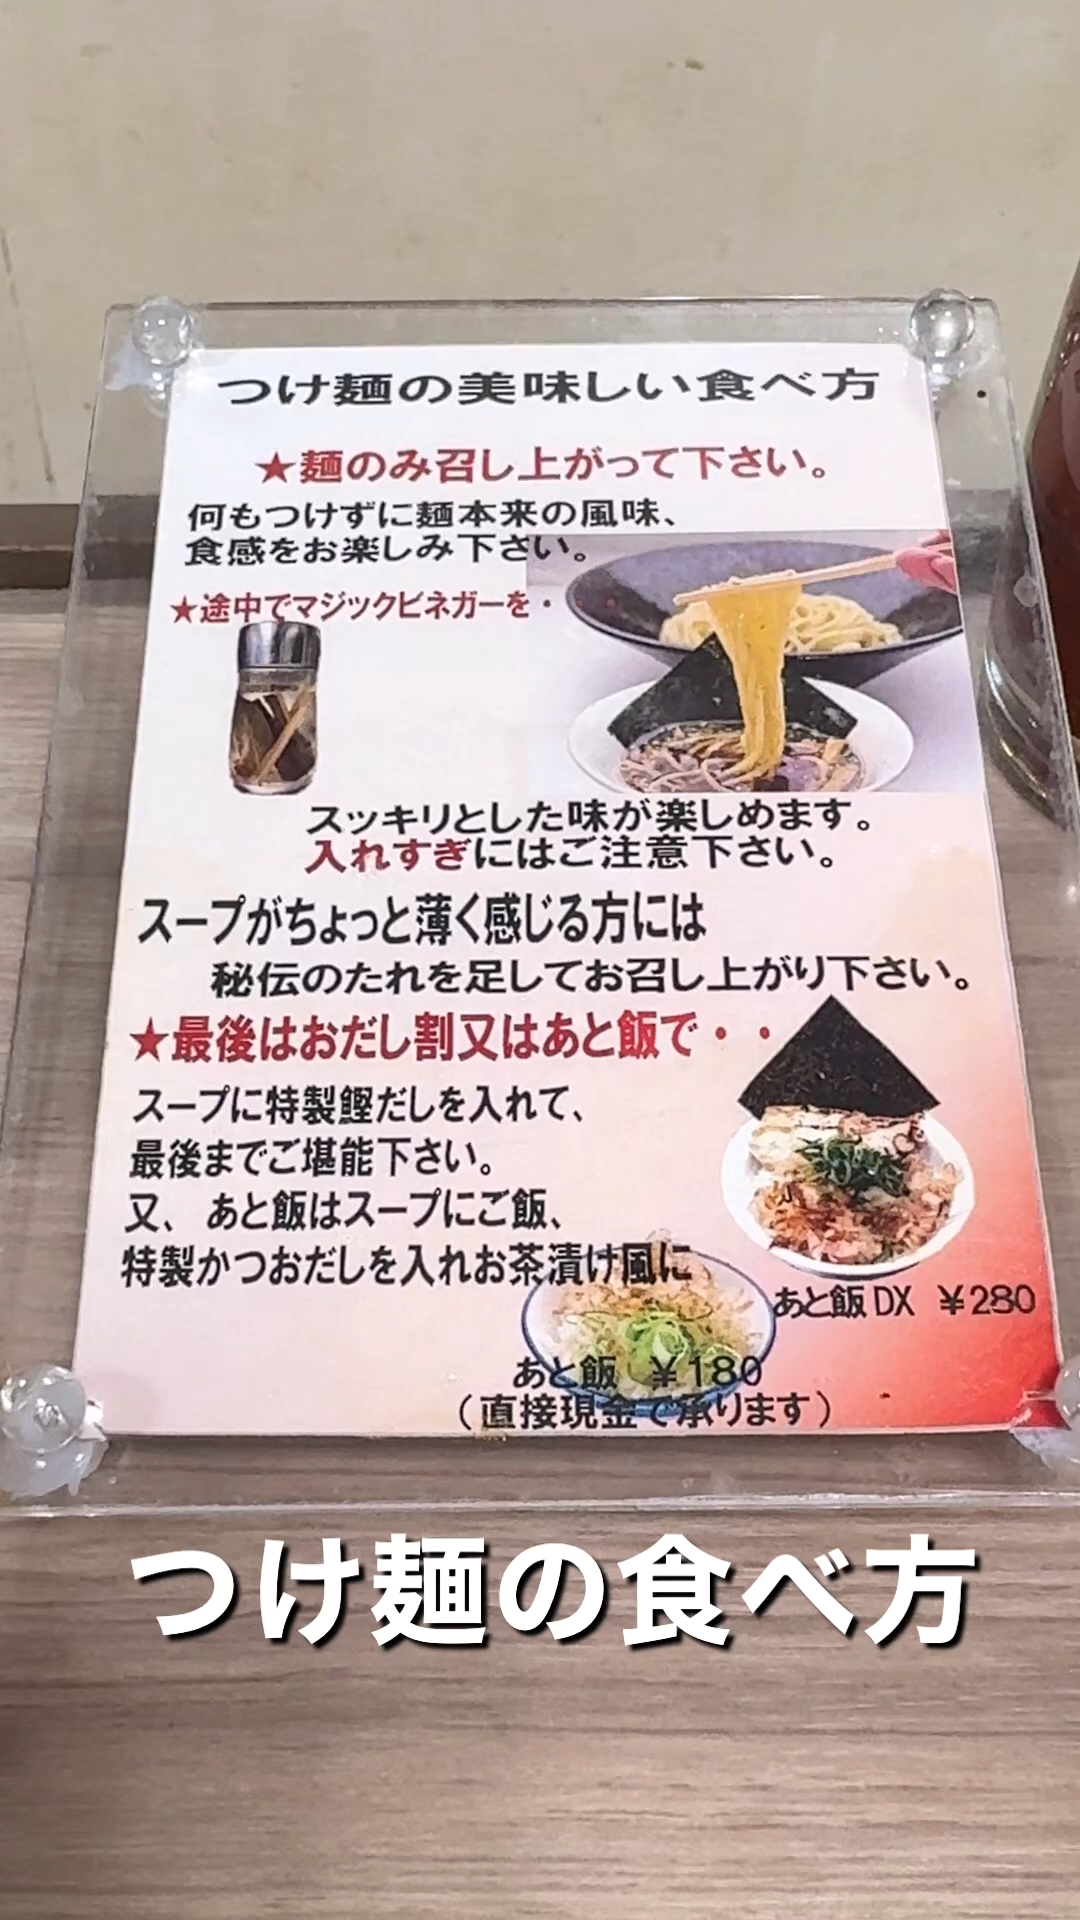 つけ麺の美味しい食べ方
★麺のみ召し上がって下さい。
何もつけずに麺本来の風味、
食感をお楽しみ下さい。
★途中でマジックビネガーを・・・
スッキリとした味が楽しめます。
入れすぎにはご注意下さい。
スープがちょっと薄く感じる方には
秘伝のたれを足してお召し上がり下さい。
★最後はおだし割又はあと飯で・・
スープに特製鰹だしを入れて、
最後までご堪能下さい。
又、あと飯はスープにご飯、
特製かつおだしを入れお茶漬け風に
あと飯DX ¥280
あと飯 ¥180
（直接現金で承ります）
つけ麺の食べ方